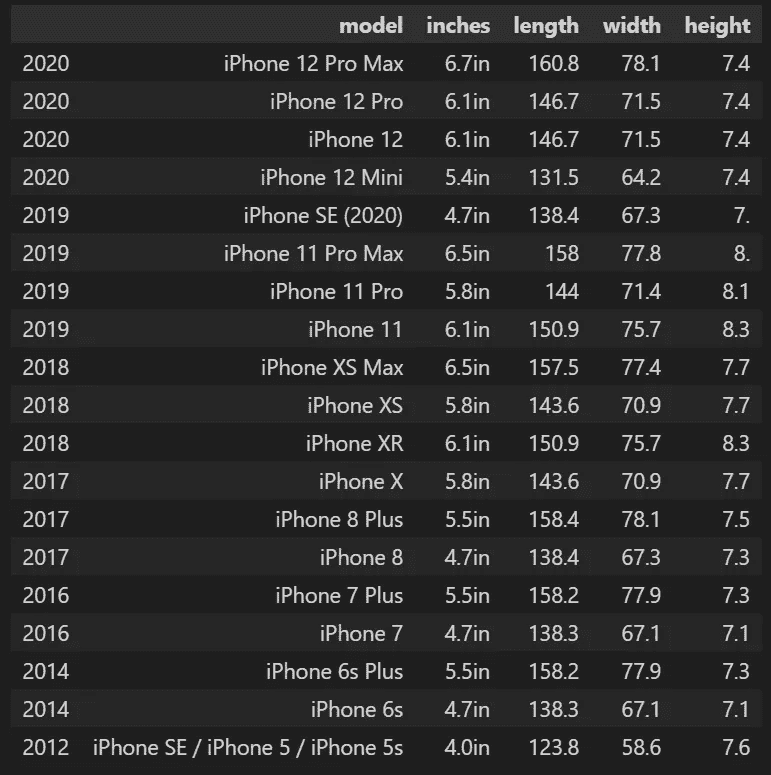 model inches length width height
2020 iPhone 12 Pro Max 6.7in 160.8 78.1 7.4
2020 iPhone 12 Pro 6.1in 146.7 71.5 7.4
2020 iPhone 12 6.1in 146.7 71.5 7.4
2020 iPhone 12 Mini 5.4in 131.5 64.2 7.4
2019 iPhone SE (2020) 4.7in 138.4 67.3 7.
2019 iPhone 11 Pro Max 6.5in 158 77.8 8.
2019 iPhone 11 Pro 5.8in 144 71.4 8.1
2019 iPhone 11 6.1in 150.9 75.7 8.3
2018 iPhone XS Max 6.5in 157.5 77.4 7.7
2018 iPhone XS 5.8in 143.6 70.9 7.7
2018 iPhone XR 6.1in 150.9 75.7 8.3
2017 iPhone X 5.8in 143.6 70.9 7.7
2017 iPhone 8 Plus 5.5in 158.4 78.1 7.5
2017 iPhone 8 4.7in 138.4 67.3 7.3
2016 iPhone 7 Plus 5.5in 158.2 77.9 7.3
2016 iPhone 7 4.7in 138.3 67.1 7.1
2014 iPhone 6s Plus 5.5in 158.2 77.9 7.3
2014 iPhone 6s 4.7in 138.3 67.1 7.1
2012 iPhone SE / iPhone 5 / iPhone 5s 4.0in 123.8 58.6 7.6